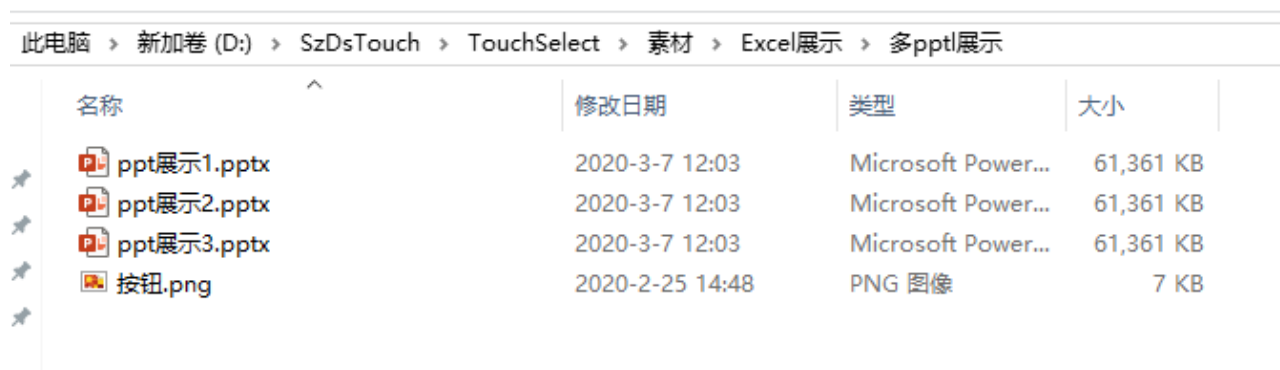 此电脑 > 新加卷 (D:) > SzDsTouch > TouchSelect > 素材 > Excel展示 > 多pptl展示
名称 修改日期 类型 大小
ppt展示1.pptx 2020-3-7 12:03 Microsoft Power... 61,361 KB
ppt展示2.pptx 2020-3-7 12:03 Microsoft Power... 61,361 KB
ppt展示3.pptx 2020-3-7 12:03 Microsoft Power... 61,361 KB
按钮.png 2020-2-25 14:48 PNG 图像 7 KB